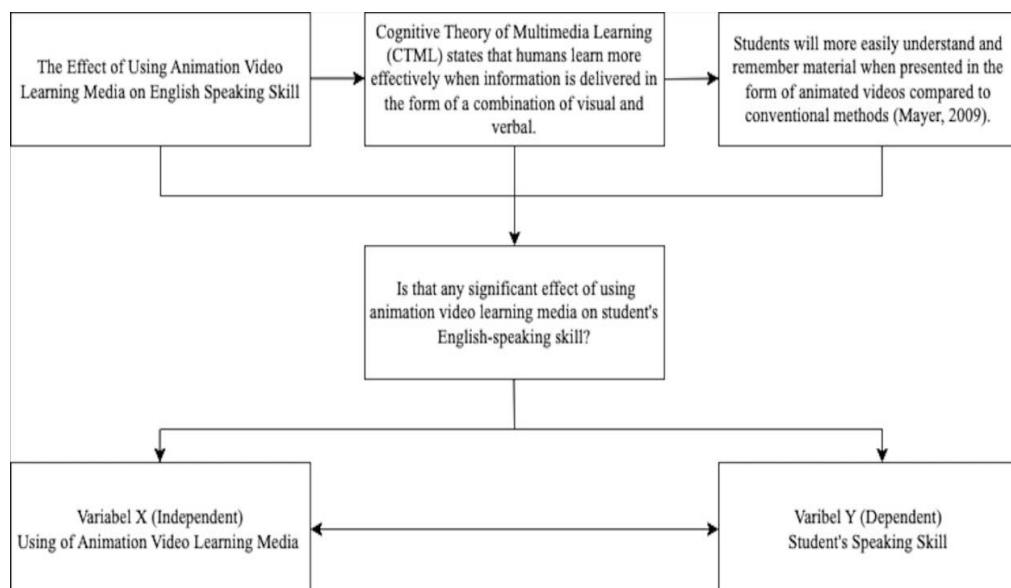 The Effect of Using Animation Video
Learning Media on English Speaking Skill
Cognitive Theory of Multimedia Learning
(CTML) states that humans learn more
effectively when information is delivered in
the form of a combination of visual and
verbal.
Students will more easily understand and
remember material when presented in the
form of animated videos compared to
conventional methods (Mayer, 2009).
Is that any significant effect of using
animation video learning media on student's
English-speaking skill?
Variabel X (Independent)
Using of Animation Video Learning Media
Varibel Y (Dependent)
Student's Speaking Skill